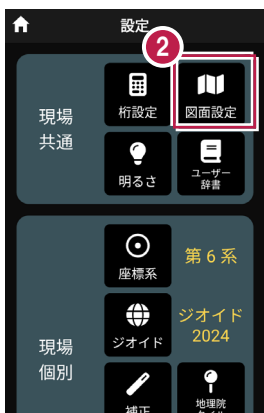 設定
2
現場
共通
桁設定
図面設定
明るさ
ユーザー
辞書
現場
個別
座標系
第6系
ジオイド
ジオイド
2024
補正
地理院